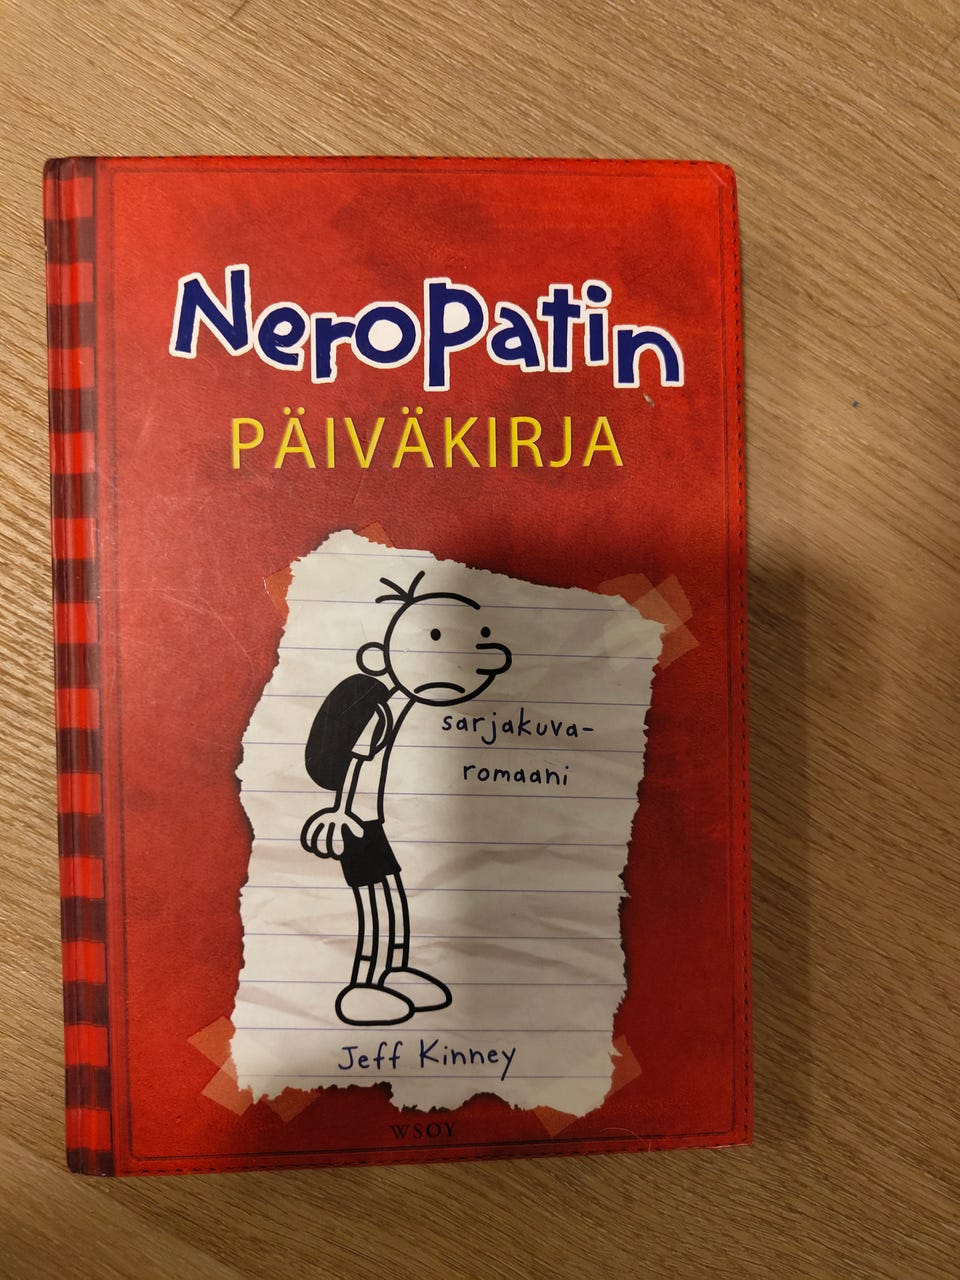 Neropatin
PÄIVÄKIRJA
sarjakuva-
romaani
Jeff Kinney
WSOY